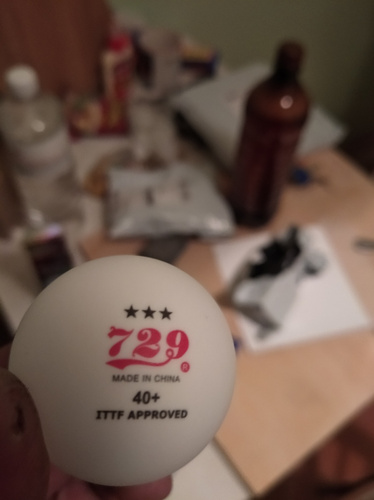 ★★★
729®
MADE IN CHINA
40+
ITTF APPROVED